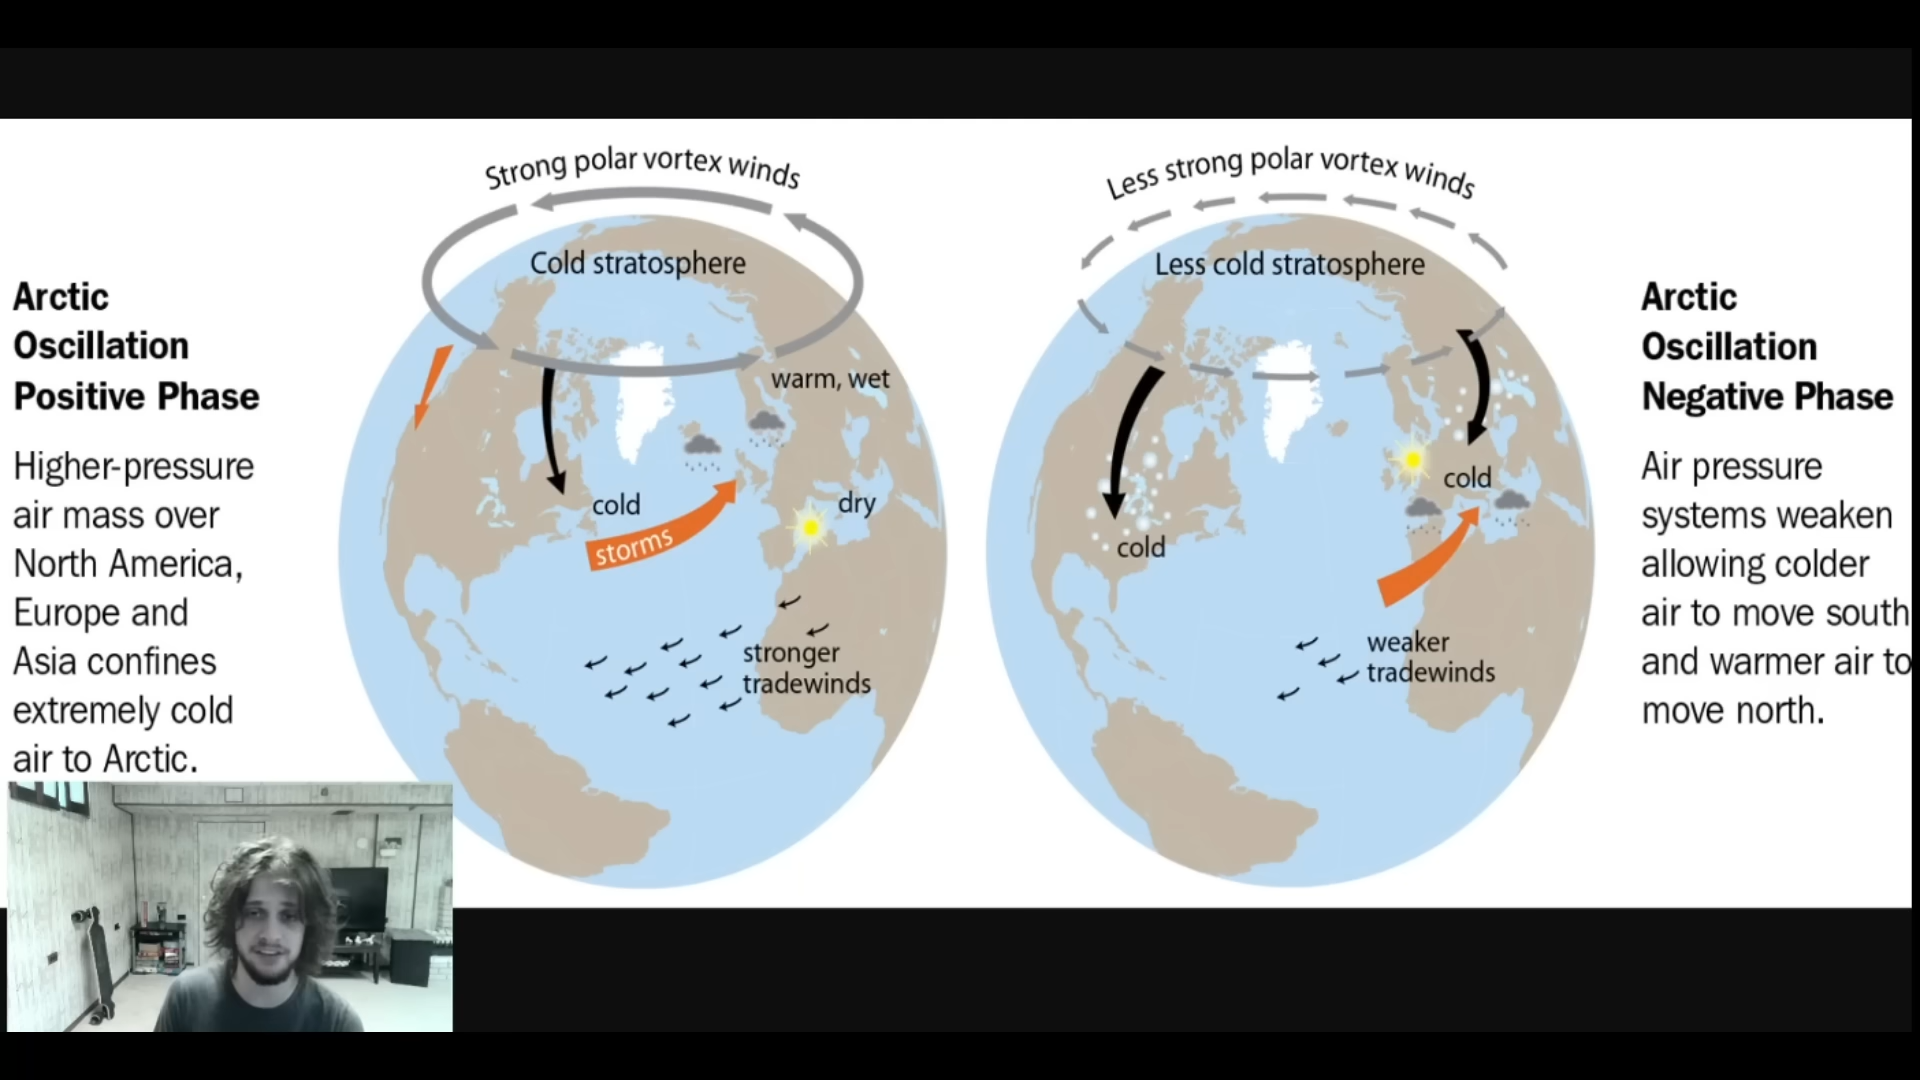 Arctic
Oscillation
Positive Phase
Higher-pressure
air mass over
North America,
Europe and
Asia confines
extremely cold
air to Arctic.
Strong polar vortex winds
Cold stratosphere
warm, wet
cold
storms
dry
stronger
tradewinds
Less strong polar vortex winds
Less cold stratosphere
cold
cold
weaker
tradewinds
Arctic
Oscillation
Negative Phase
Air pressure
systems weaken
allowing colder
air to move south
and warmer air to
move north.